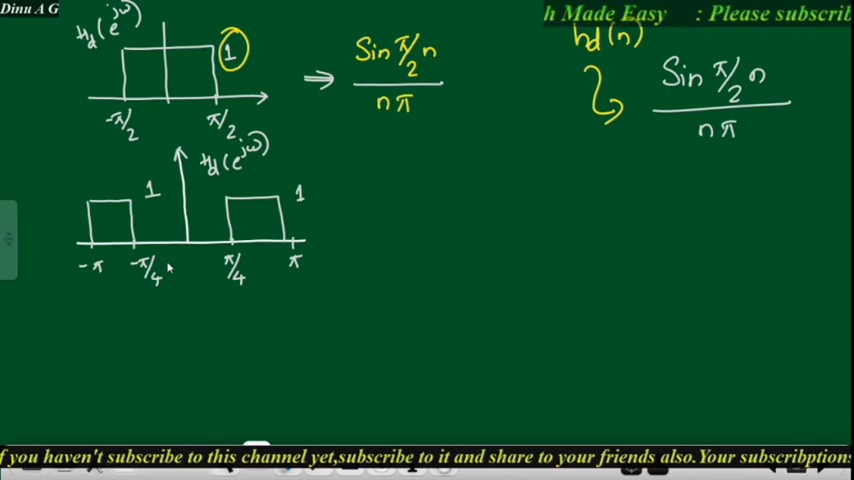 Dinu A G
h Made Easy : Please subscrib
Hd(e^jω)
1
-π/2 π/2
⇒ Sin π/2 n
nπ
hd(n)
Sin π/2 n
nπ
Hd(e^jω)
1 1
-π -π/4 π/4 π
f you haven't subscribe to this channel yet,subscribe to it and share to your friends also.Your subscribptions